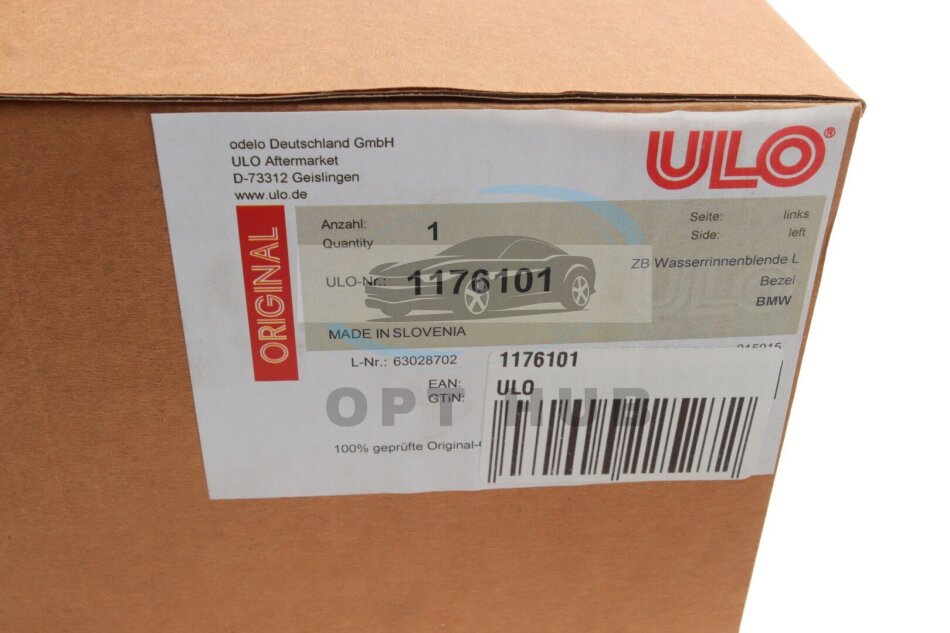 odelo Deutschland GmbH
ULO Aftermarket
D-73312 Geislingen
www.ulo.de
ULO®
ORIGINAL
Anzahl: 1
Quantity
Seite: links
Side: left
ULO-Nr.: 1176101
ZB Wasserrinnenblende L
Bezel
BMW
MADE IN SLOVENIA
L-Nr.: 63028702
EAN:
GTiN:
1176101
ULO
OPT HUB
100% geprüfte Original-